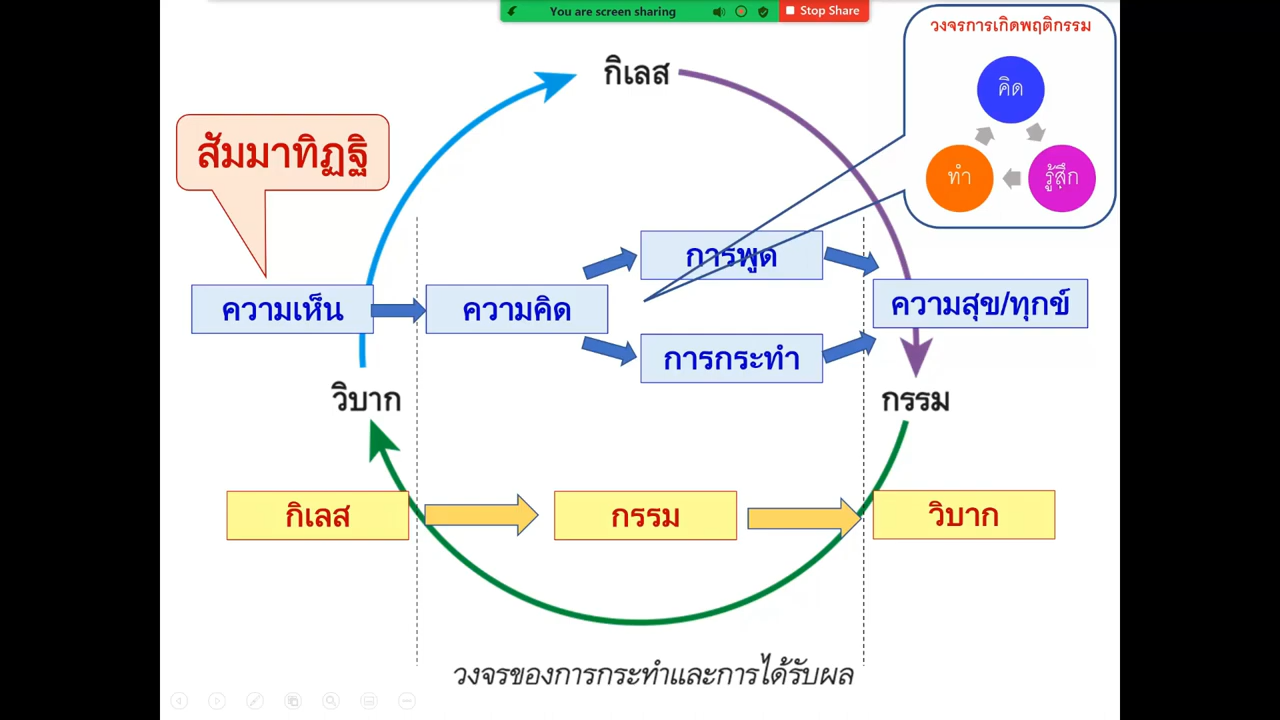 You are screen sharing
Stop Share
วงจรการเกิดพฤติกรรม
คิด
ทำ
รู้สึก
กิเลส
สัมมาทิฏฐิ
การพูด
ความเห็น
ความคิด
ความสุข/ทุกข์
การกระทำ
วิบาก
กรรม
กิเลส
กรรม
วิบาก
วงจรของการกระทำและการได้รับผล